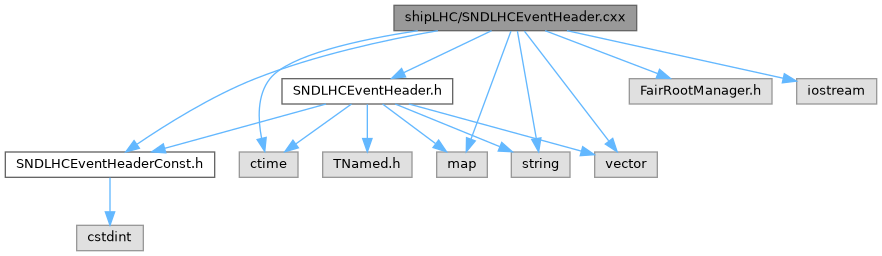 shipLHC/SNDLHCEventHeader.cxx
SNDLHCEventHeader.h
FairRootManager.h
iostream
SNDLHCEventHeaderConst.h
ctime
TNamed.h
map
string
vector
cstdint